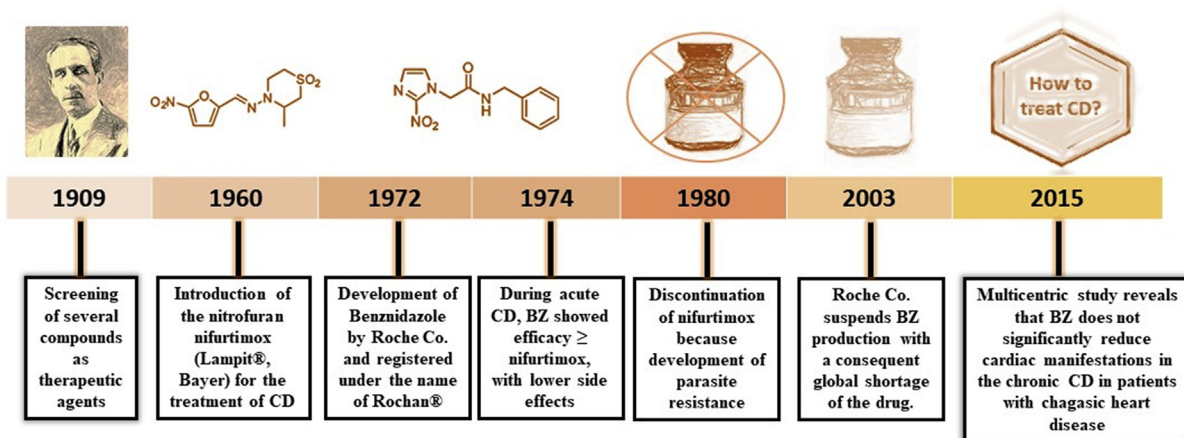 O₂N
O
N
N
SO₂
N
N
NO₂
O
NH
How to
treat CD?
1909
1960
1972
1974
1980
2003
2015
Screening
of several
compounds
as
therapeutic
agents
Introduction of
the nitrofuran
nifurtimox
(Lampit®,
Bayer) for the
treatment of CD
Development of
Benznidazole
by Roche Co.
and registered
under the name
of Rochan®
During acute
CD, BZ showed
efficacy ≥
nifurtimox,
with lower side
effects
Discontinuation
of nifurtimox
because
development of
parasite
resistance
Roche Co.
suspends BZ
production with
a consequent
global shortage
of the drug.
Multicentric study reveals
that BZ does not
significantly reduce
cardiac manifestations in
the chronic CD in patients
with chagasic heart
disease